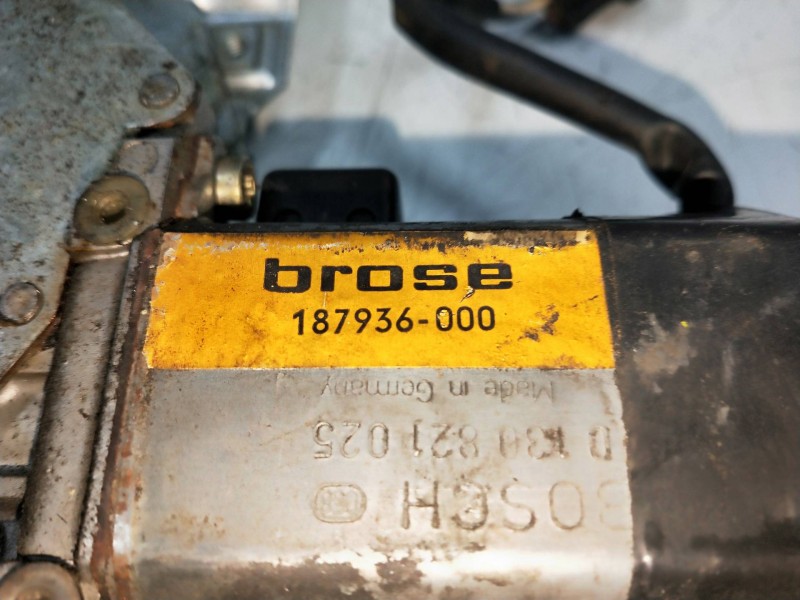 brose
187936-000
Made in Germany
0 130 821 025
BOSCH